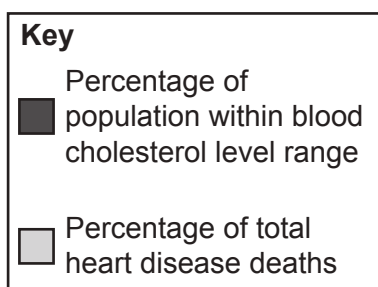 Key
Percentage of
population within blood
cholesterol level range
Percentage of total
heart disease deaths